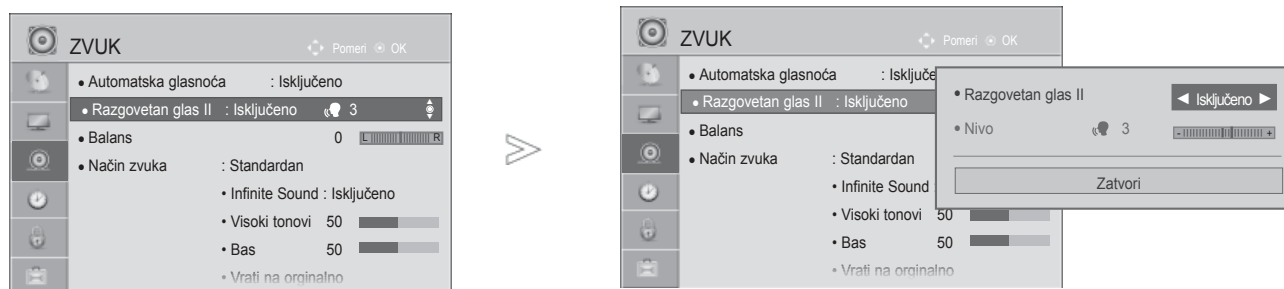 ZVUK
Pomeri OK
• Automatska glasnoća : Isključeno
• Razgovetan glas II : Isključeno 3
• Balans 0 L R
• Način zvuka : Standardan
• Infinite Sound : Isključeno
• Visoki tonovi 50
• Bas 50
• Vrati na orginalno
ZVUK
Pomeri OK
• Automatska glasnoća : Isključe
• Razgovetan glas II : Isključeno
• Balans
• Način zvuka : Standardan
• Infinite Sound :
• Visoki tonovi 50
• Bas 50
• Vrati na orginalno
• Razgovetan glas II ◄ Isključeno ►
• Nivo 3 - +
Zatvori